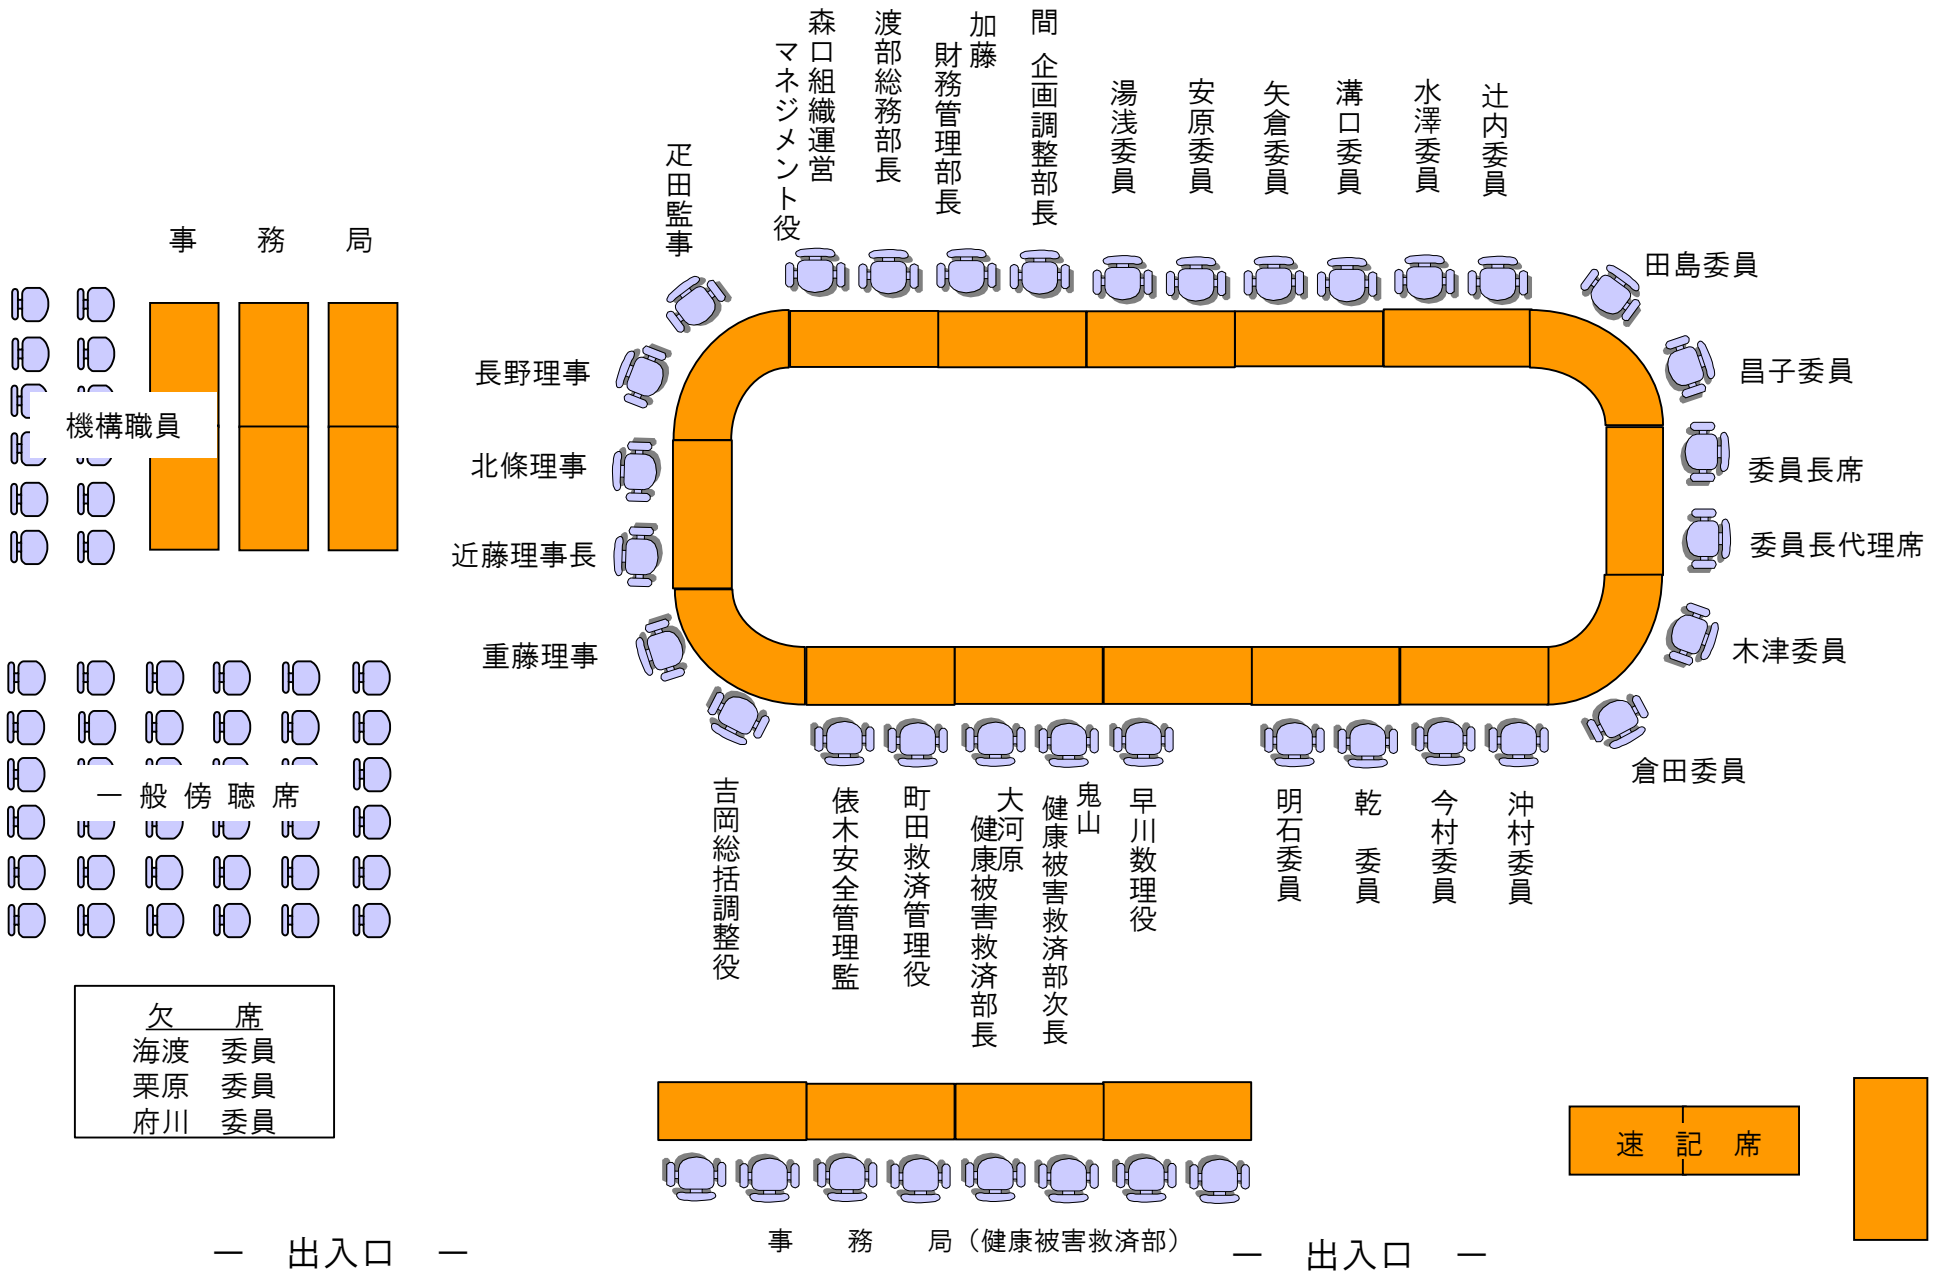 森口組織運営
マネジメント役
渡部総務部長
加藤
財務管理部長
間 企画調整部長
湯浅委員
安原委員
矢倉委員
溝口委員
水澤委員
辻内委員
疋田監事
田島委員
事 務 局
長野理事
昌子委員
機構職員
北條理事
委員長席
近藤理事長
委員長代理席
重藤理事
木津委員
倉田委員
一 般 傍 聴 席
吉岡総括調整役
俵木安全管理監
町田救済管理役
大河原
健康被害救済部長
鬼山
健康被害救済部次長
早川数理役
明石委員
乾 委員
今村委員
沖村委員
欠 席
海渡 委員
栗原 委員
府川 委員
速 記 席
事 務 局（健康被害救済部）
ー 出入口 ー
ー 出入口 ー